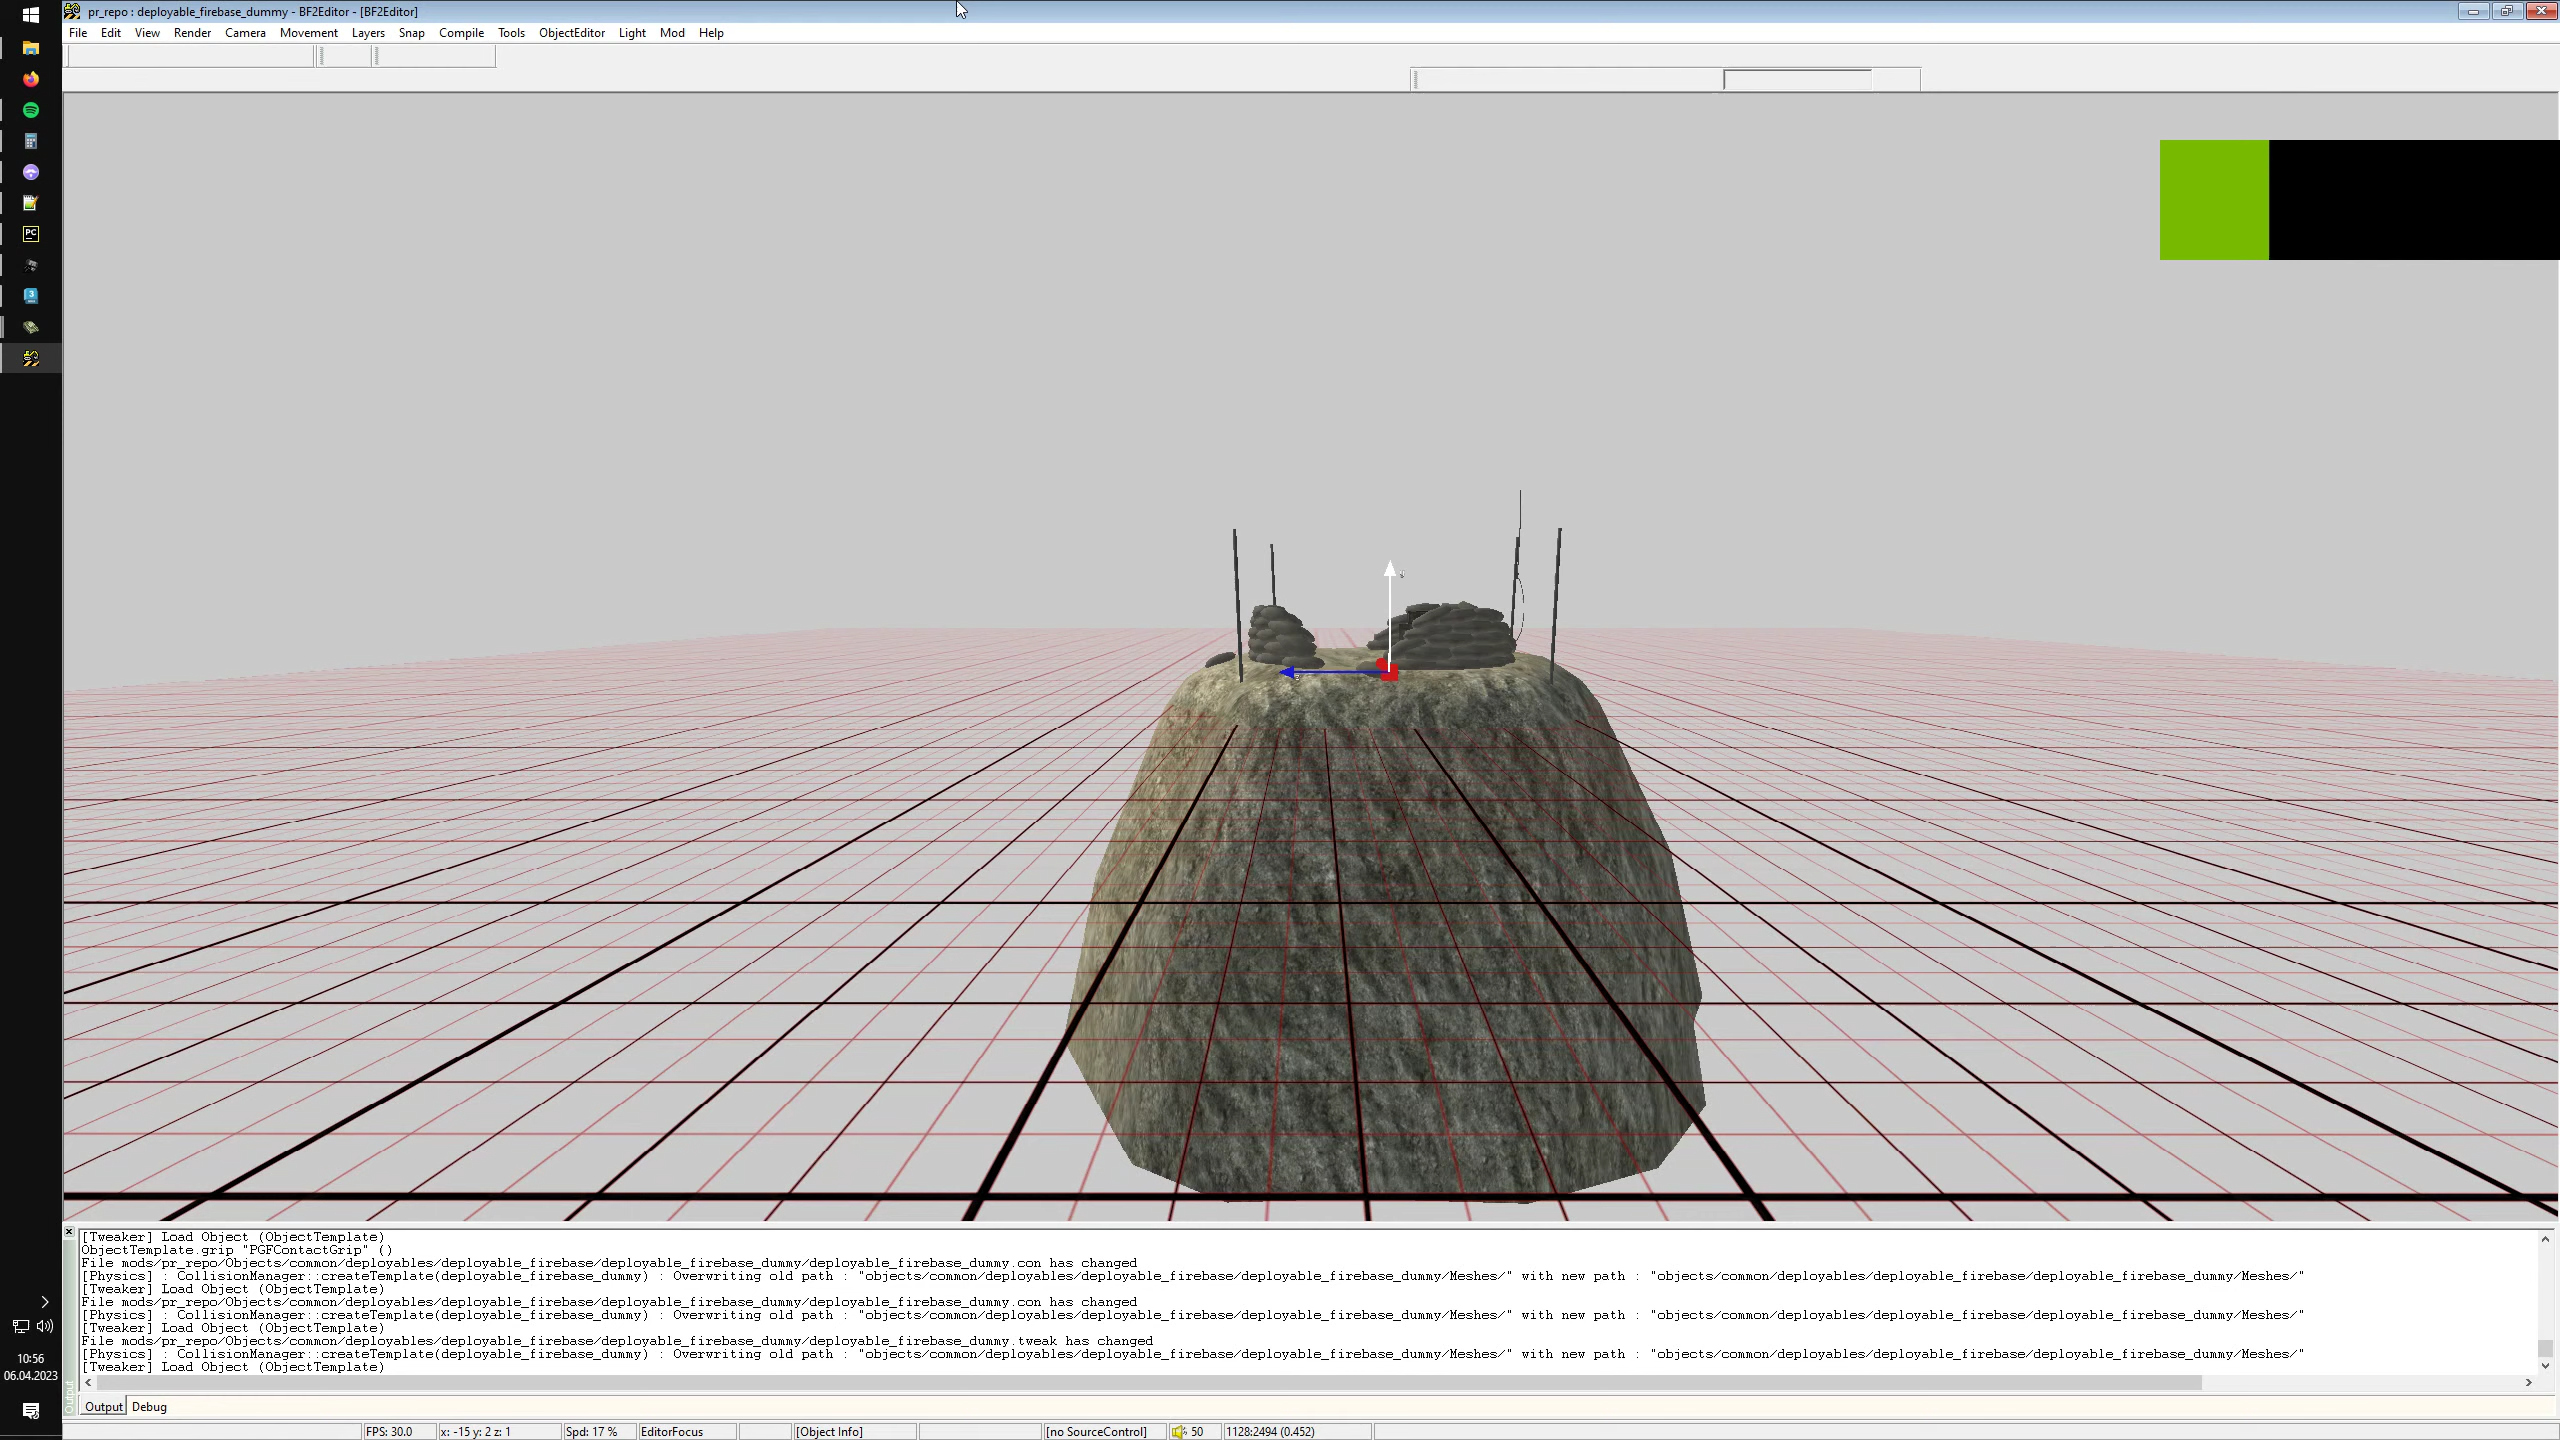 pr_repo : deployable_firebase_dummy - BF2Editor - [BF2Editor]
File Edit View Render Camera Movement Layers Snap Compile Tools ObjectEditor Light Mod Help
PC
3
[Tweaker] Load Object (ObjectTemplate)
ObjectTemplate.grip "PGFContactGrip" ()
File mods/pr_repo/Objects/common/deployables/deployable_firebase/deployable_firebase_dummy/deployable_firebase_dummy.con has changed
[Physics] : CollisionManager::createTemplate(deployable_firebase_dummy) : Overwriting old path : "objects/common/deployables/deployable_firebase/deployable_firebase_dummy/Meshes/" with new path : "objects/common/deployables/deployable_firebase/deployable_firebase_dummy/Meshes/"
[Tweaker] Load Object (ObjectTemplate)
File mods/pr_repo/Objects/common/deployables/deployable_firebase/deployable_firebase_dummy/deployable_firebase_dummy.con has changed
[Physics] : CollisionManager::createTemplate(deployable_firebase_dummy) : Overwriting old path : "objects/common/deployables/deployable_firebase/deployable_firebase_dummy/Meshes/" with new path : "objects/common/deployables/deployable_firebase/deployable_firebase_dummy/Meshes/"
[Tweaker] Load Object (ObjectTemplate)
File mods/pr_repo/Objects/common/deployables/deployable_firebase/deployable_firebase_dummy/deployable_firebase_dummy.tweak has changed
[Physics] : CollisionManager::createTemplate(deployable_firebase_dummy) : Overwriting old path : "objects/common/deployables/deployable_firebase/deployable_firebase_dummy/Meshes/" with new path : "objects/common/deployables/deployable_firebase/deployable_firebase_dummy/Meshes/"
[Tweaker] Load Object (ObjectTemplate)
Output
Output Debug
10:56
06.04.2023
FPS: 30.0 x: -15 y: 2 z: 1 Spd: 17 % EditorFocus [Object Info] [no SourceControl] 50 1128:2494 (0.452)